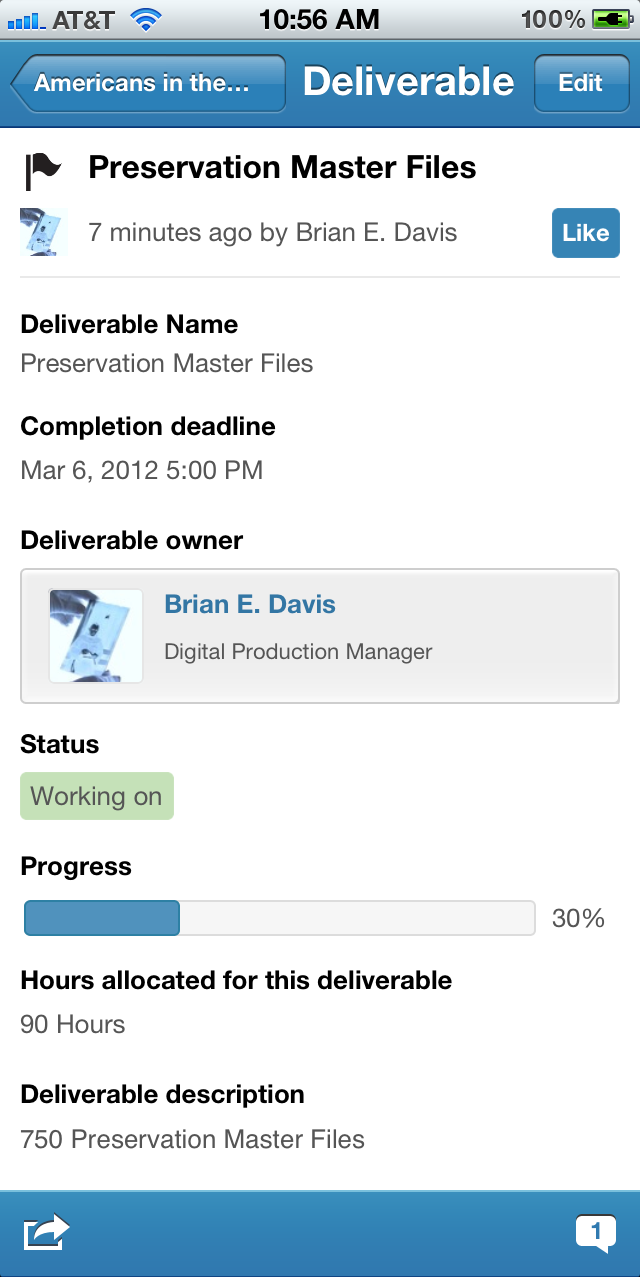 AT&T 10:56 AM 100%
Americans in the... Deliverable Edit
Preservation Master Files
7 minutes ago by Brian E. Davis Like
Deliverable Name
Preservation Master Files
Completion deadline
Mar 6, 2012 5:00 PM
Deliverable owner
Brian E. Davis
Digital Production Manager
Status
Working on
Progress
30%
Hours allocated for this deliverable
90 Hours
Deliverable description
750 Preservation Master Files
1